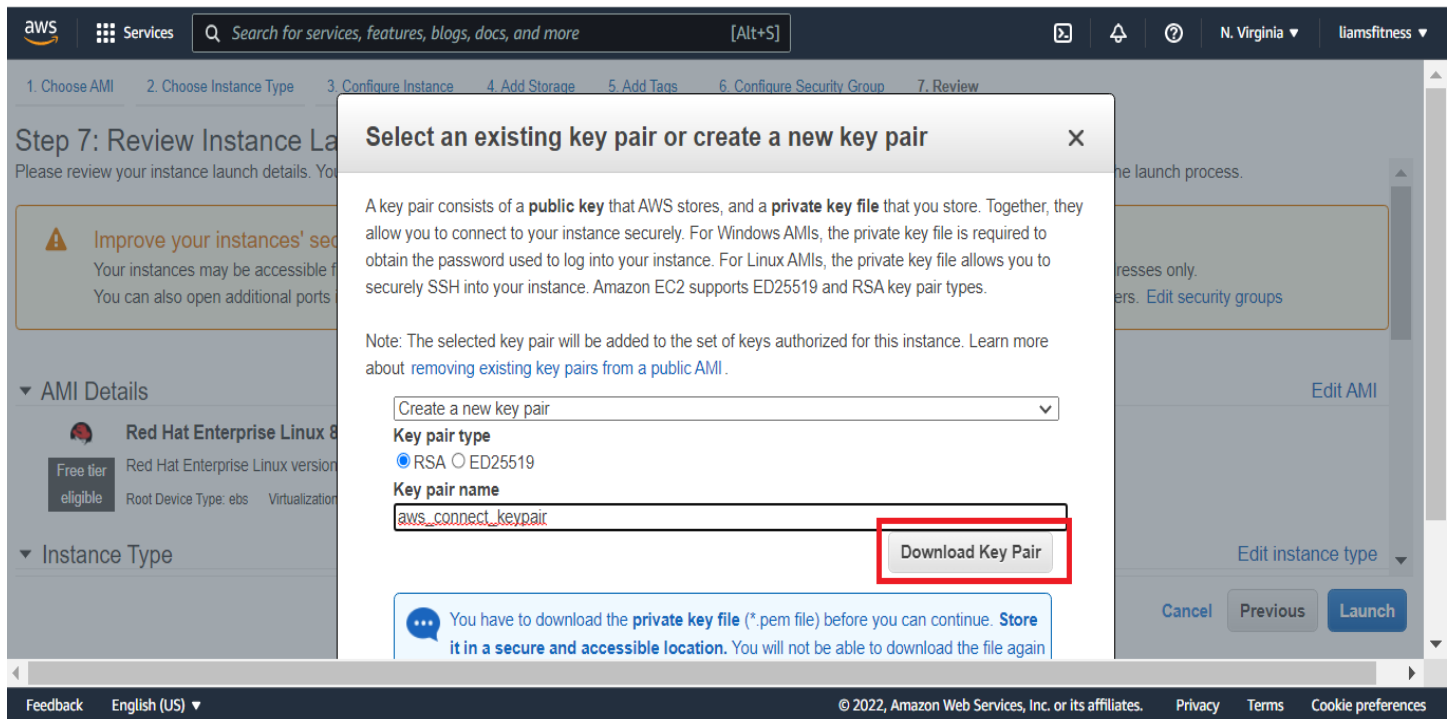 aws
Services
Search for services, features, blogs, docs, and more [Alt+S]
N. Virginia ▼
liamsfitness ▼
1. Choose AMI 2. Choose Instance Type 3. Configure Instance 4. Add Storage 5. Add Tags 6. Configure Security Group 7. Review
Step 7: Review Instance La
Please review your instance launch details. You
he launch process.
Improve your instances' sec
Your instances may be accessible f
resses only.
You can also open additional ports i
ers. Edit security groups
AMI Details
Edit AMI
Red Hat Enterprise Linux 8
Free tier
eligible
Red Hat Enterprise Linux version
Root Device Type: ebs Virtualization
Instance Type
Edit instance type
Cancel
Previous
Launch
Select an existing key pair or create a new key pair
A key pair consists of a public key that AWS stores, and a private key file that you store. Together, they
allow you to connect to your instance securely. For Windows AMIs, the private key file is required to
obtain the password used to log into your instance. For Linux AMIs, the private key file allows you to
securely SSH into your instance. Amazon EC2 supports ED25519 and RSA key pair types.
Note: The selected key pair will be added to the set of keys authorized for this instance. Learn more
about removing existing key pairs from a public AMI .
Create a new key pair
Key pair type
RSA ED25519
Key pair name
aws_connect_keypair
Download Key Pair
You have to download the private key file (*.pem file) before you can continue. Store
it in a secure and accessible location. You will not be able to download the file again
Feedback English (US) ▼
© 2022, Amazon Web Services, Inc. or its affiliates. Privacy Terms Cookie preferences